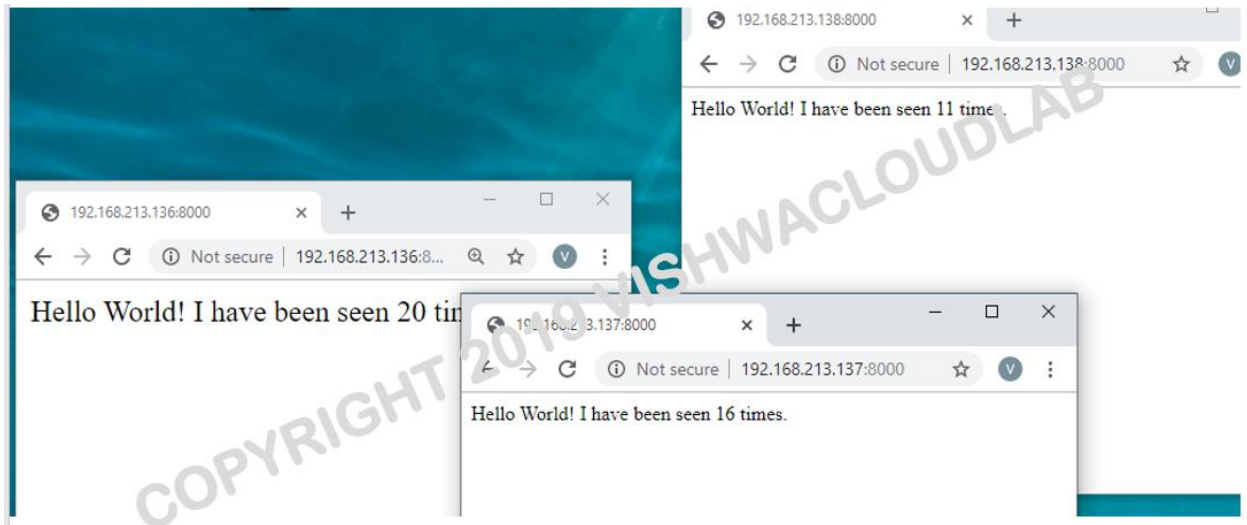 192.168.213.138:8000
Not secure | 192.168.213.138:8000
V
Hello World! I have been seen 11 times.
192.168.213.136:8000
Not secure | 192.168.213.136:8...
V
Hello World! I have been seen 20
192.168.213.137:8000
Not secure | 192.168.213.137:8000
V
Hello World! I have been seen 16 times.
COPYRIGHT 2019 VISHWACLOUDLAB